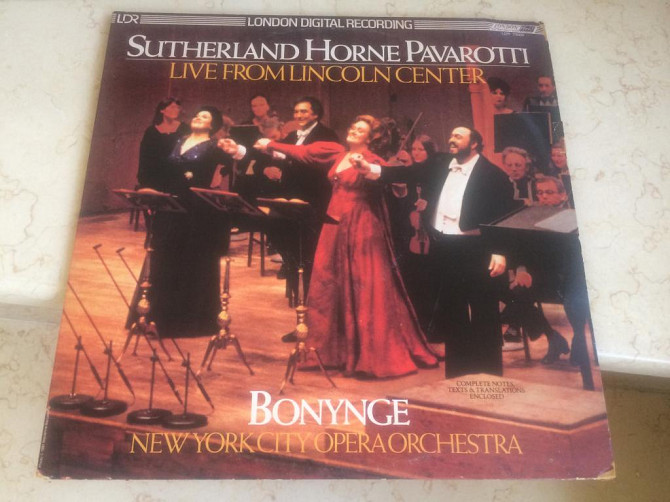 LDR
LONDON DIGITAL RECORDING
SUTHERLAND HORNE PAVAROTTI
LIVE FROM LINCOLN CENTER
COMPLETE NOTES,
TEXTS & TRANSLATIONS
ENCLOSED
BONYNGE
NEW YORK CITY OPERA ORCHESTRA